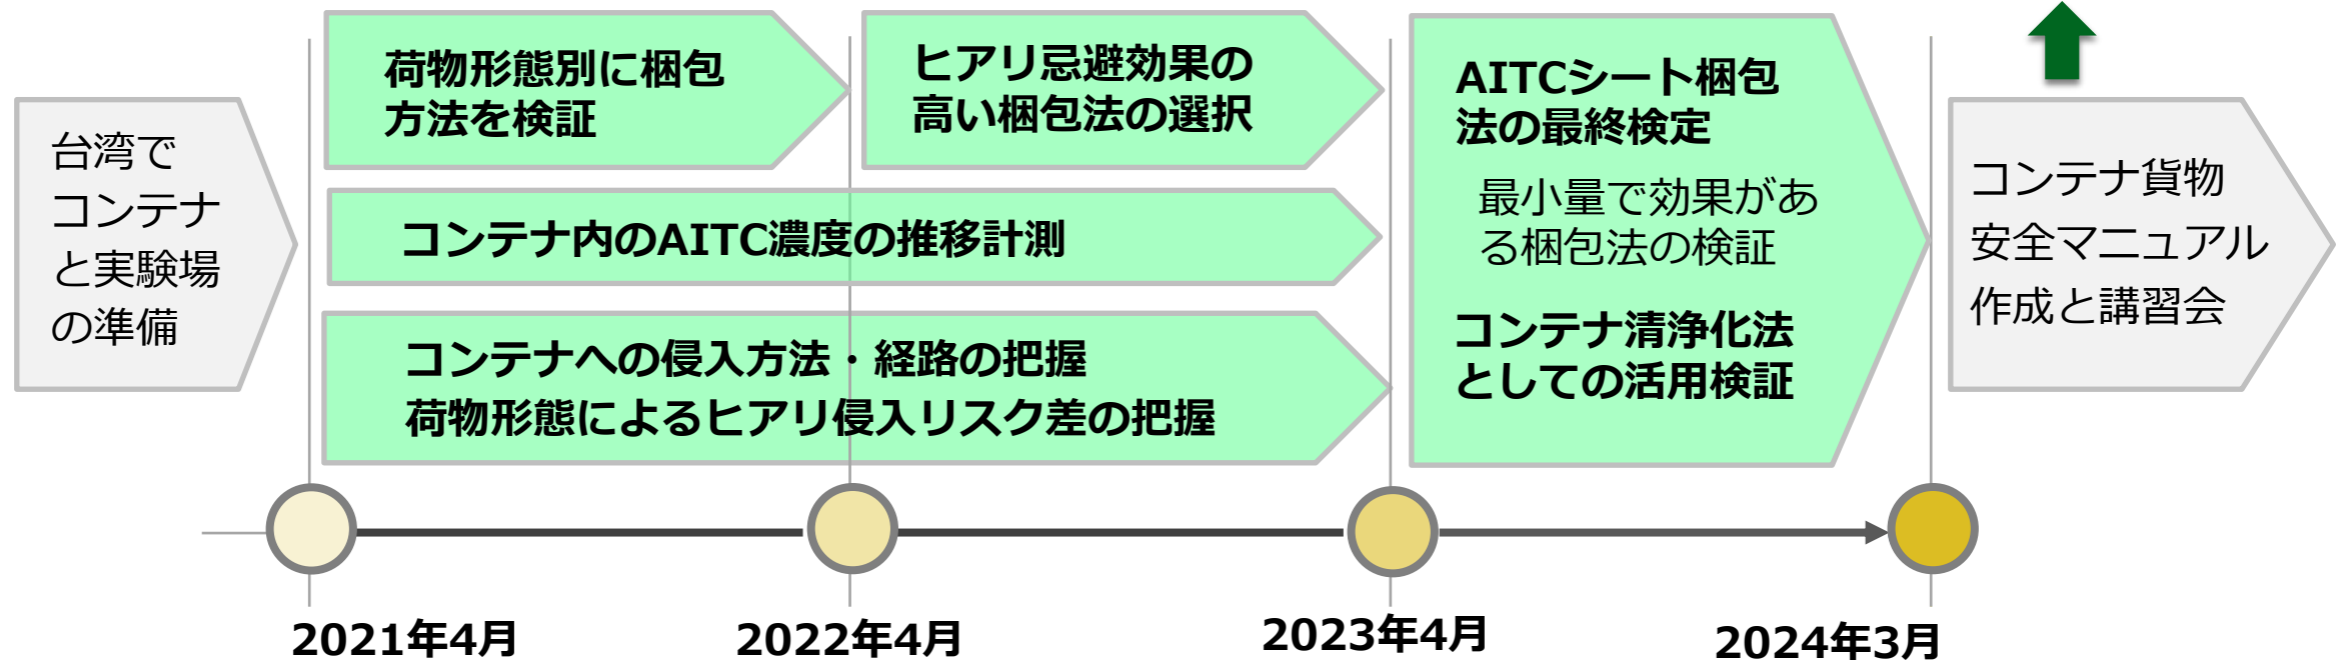 台湾で
コンテナ
と実験場
の準備
荷物形態別に梱包
方法を検証
ヒアリ忌避効果の
高い梱包法の選択
コンテナ内のAITC濃度の推移計測
コンテナへの侵入方法・経路の把握
荷物形態によるヒアリ侵入リスク差の把握
AITCシート梱包
法の最終検定
最小量で効果があ
る梱包法の検証
コンテナ清浄化法
としての活用検証
コンテナ貨物
安全マニュアル
作成と講習会
2021年4月
2022年4月
2023年4月
2024年3月